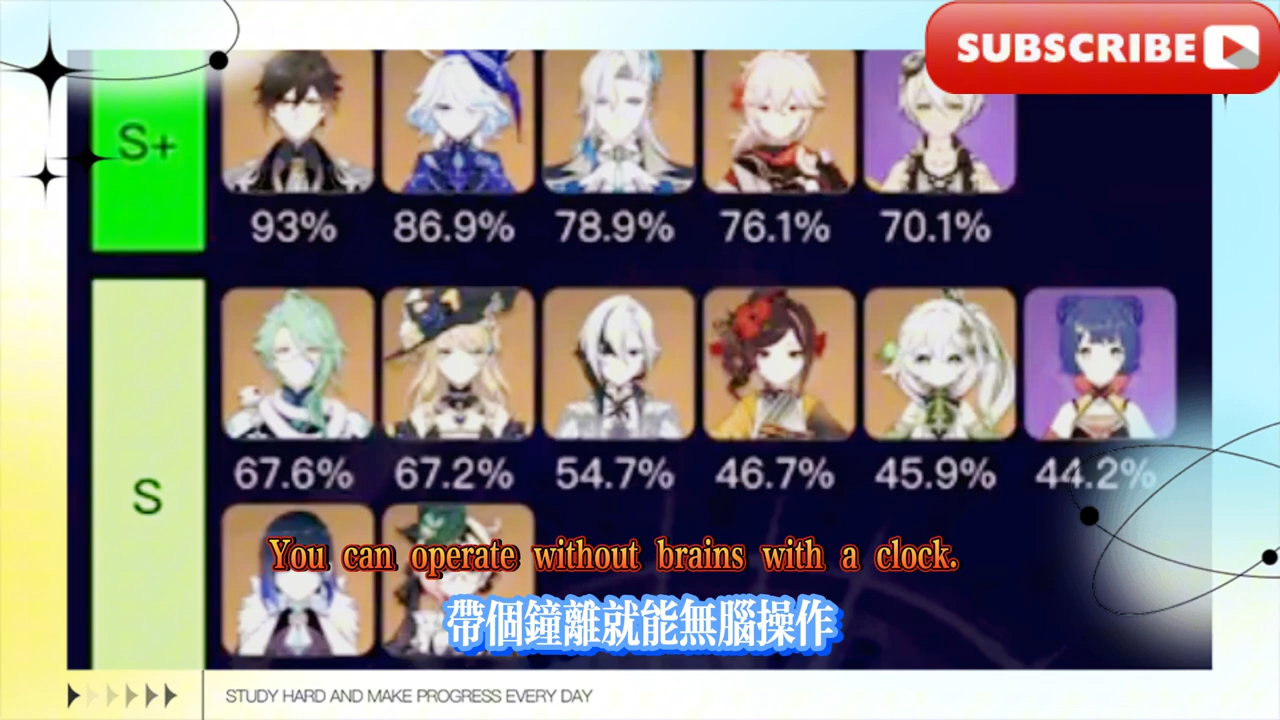 SUBSCRIBE
S+
93% 86.9% 78.9% 76.1% 70.1%
S
67.6% 67.2% 54.7% 46.7% 45.9% 44.2%
You can operate without brains with a clock.
帶個鐘離就能無腦操作
STUDY HARD AND MAKE PROGRESS EVERY DAY